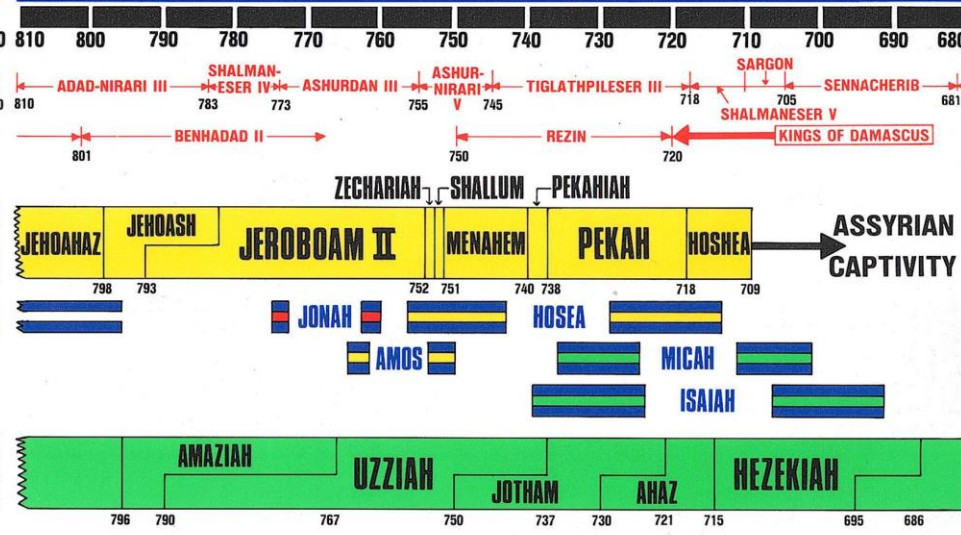 0 810 800 790 780 770 760 750 740 730 720 710 700 690 680
ADAD-NIRARI III
SHALMAN-
ESER IV
ASHURDAN III
ASHUR-
NIRARI
V
TIGLATHPILESER III
SARGON
SENNACHERIB
0 810 783 773 755 745 718 705 681
SHALMANESER V
BENHADAD II
REZIN
KINGS OF DAMASCUS
801 750 720
ZECHARIAH SHALLUM PEKAHIAH
JEHOAHAZ
JEHOASH
JEROBOAM II
MENAHEM
PEKAH
HOSHEA
ASSYRIAN
CAPTIVITY
798 793 752 751 740 738 718 709
JONAH
HOSEA
AMOS
MICAH
ISAIAH
AMAZIAH
UZZIAH
JOTHAM
AHAZ
HEZEKIAH
796 790 767 750 737 730 721 715 695 686